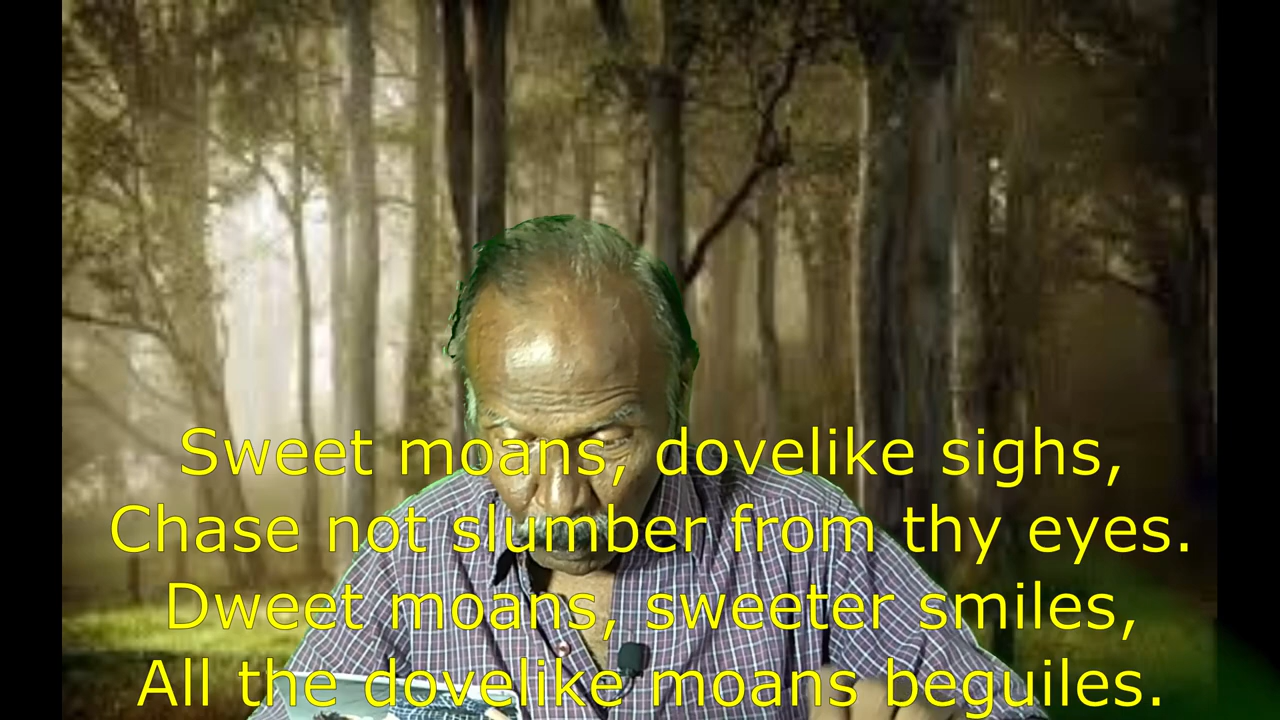 Sweet moans, dovelike sighs,
Chase not slumber from thy eyes.
Dweet moans, sweeter smiles,
All the dovelike moans beguiles.